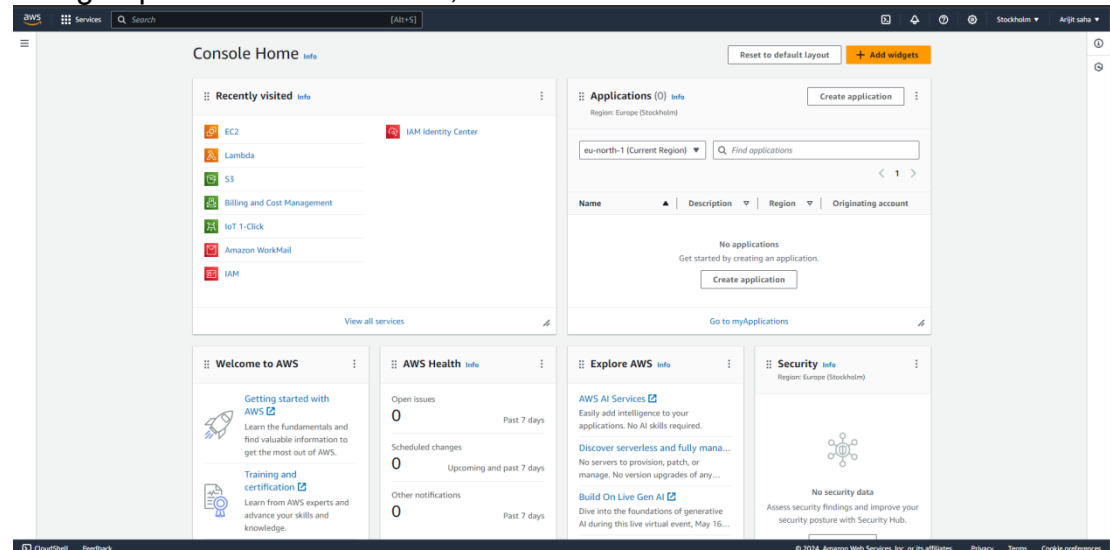 aws
Services
Search
[Alt+S]
Stockholm ▼
Arijit saha ▼
Console Home Info
Reset to default layout
+ Add widgets
Recently visited Info
EC2
Lambda
S3
Billing and Cost Management
IoT 1-Click
Amazon WorkMail
IAM
IAM Identity Center
View all services
Applications (0) Info
Region: Europe (Stockholm)
Create application
eu-north-1 (Current Region) ▼
Find applications
< 1 >
Name ▲ | Description ▽ | Region ▽ | Originating account
No applications
Get started by creating an application.
Create application
Go to myApplications
Welcome to AWS
Getting started with
AWS
Learn the fundamentals and
find valuable information to
get the most out of AWS.
Training and
certification
Learn from AWS experts and
advance your skills and
knowledge.
AWS Health Info
Open issues
0
Past 7 days
Scheduled changes
0
Upcoming and past 7 days
Other notifications
0
Past 7 days
Explore AWS Info
AWS AI Services
Easily add intelligence to your
applications. No AI skills required.
Discover serverless and fully mana...
No servers to provision, patch, or
manage. No version upgrades of any...
Build On Live Gen AI
Dive into the foundations of generative
AI during this live virtual event, May 16...
Security Info
Region: Europe (Stockholm)
No security data
Assess security findings and improve your
security posture with Security Hub.
CloudShell
Feedback
© 2024, Amazon Web Services, Inc. or its affiliates.
Privacy
Terms
Cookie preferences